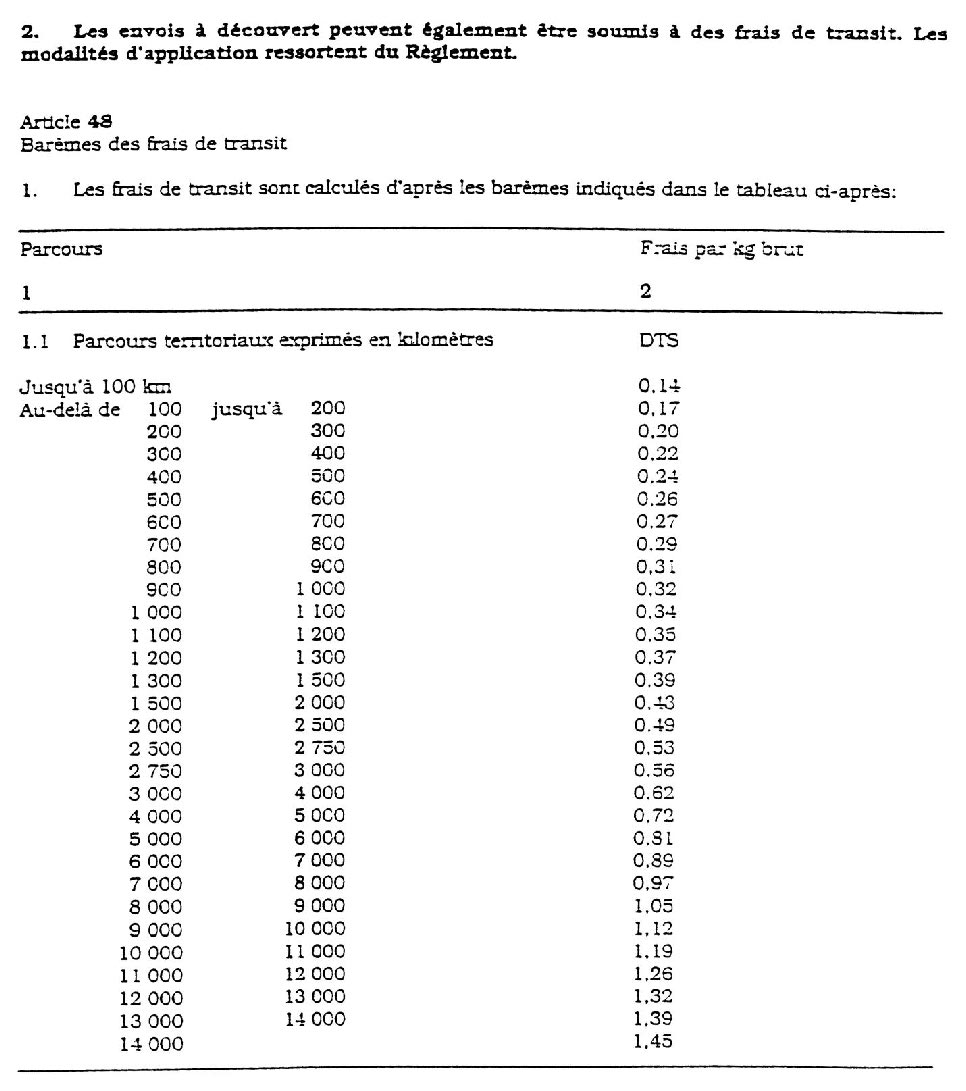 2. Les envois à découvert peuvent également être soumis à des frais de transit. Les
modalités d'application ressortent du Règlement.
Article 48
Barèmes des frais de transit
1. Les frais de transit sont calculés d'après les barèmes indiqués dans le tableau ci-après:
Parcours Frais par kg brut
1 2
1.1 Parcours territoriaux exprimés en kilomètres DTS
Jusqu'à 100 km 0,14
Au-delà de 100 jusqu'à 200 0,17
200 300 0,20
300 400 0,22
400 500 0,24
500 600 0,26
600 700 0,27
700 800 0,29
800 900 0,31
900 1 000 0,32
1 000 1 100 0,34
1 100 1 200 0,35
1 200 1 300 0,37
1 300 1 500 0,39
1 500 2 000 0,43
2 000 2 500 0,49
2 500 2 750 0,53
2 750 3 000 0,56
3 000 4 000 0,62
4 000 5 000 0,72
5 000 6 000 0,81
6 000 7 000 0,89
7 000 8 000 0,97
8 000 9 000 1,05
9 000 10 000 1,12
10 000 11 000 1,19
11 000 12 000 1,26
12 000 13 000 1,32
13 000 14 000 1,39
14 000 1,45